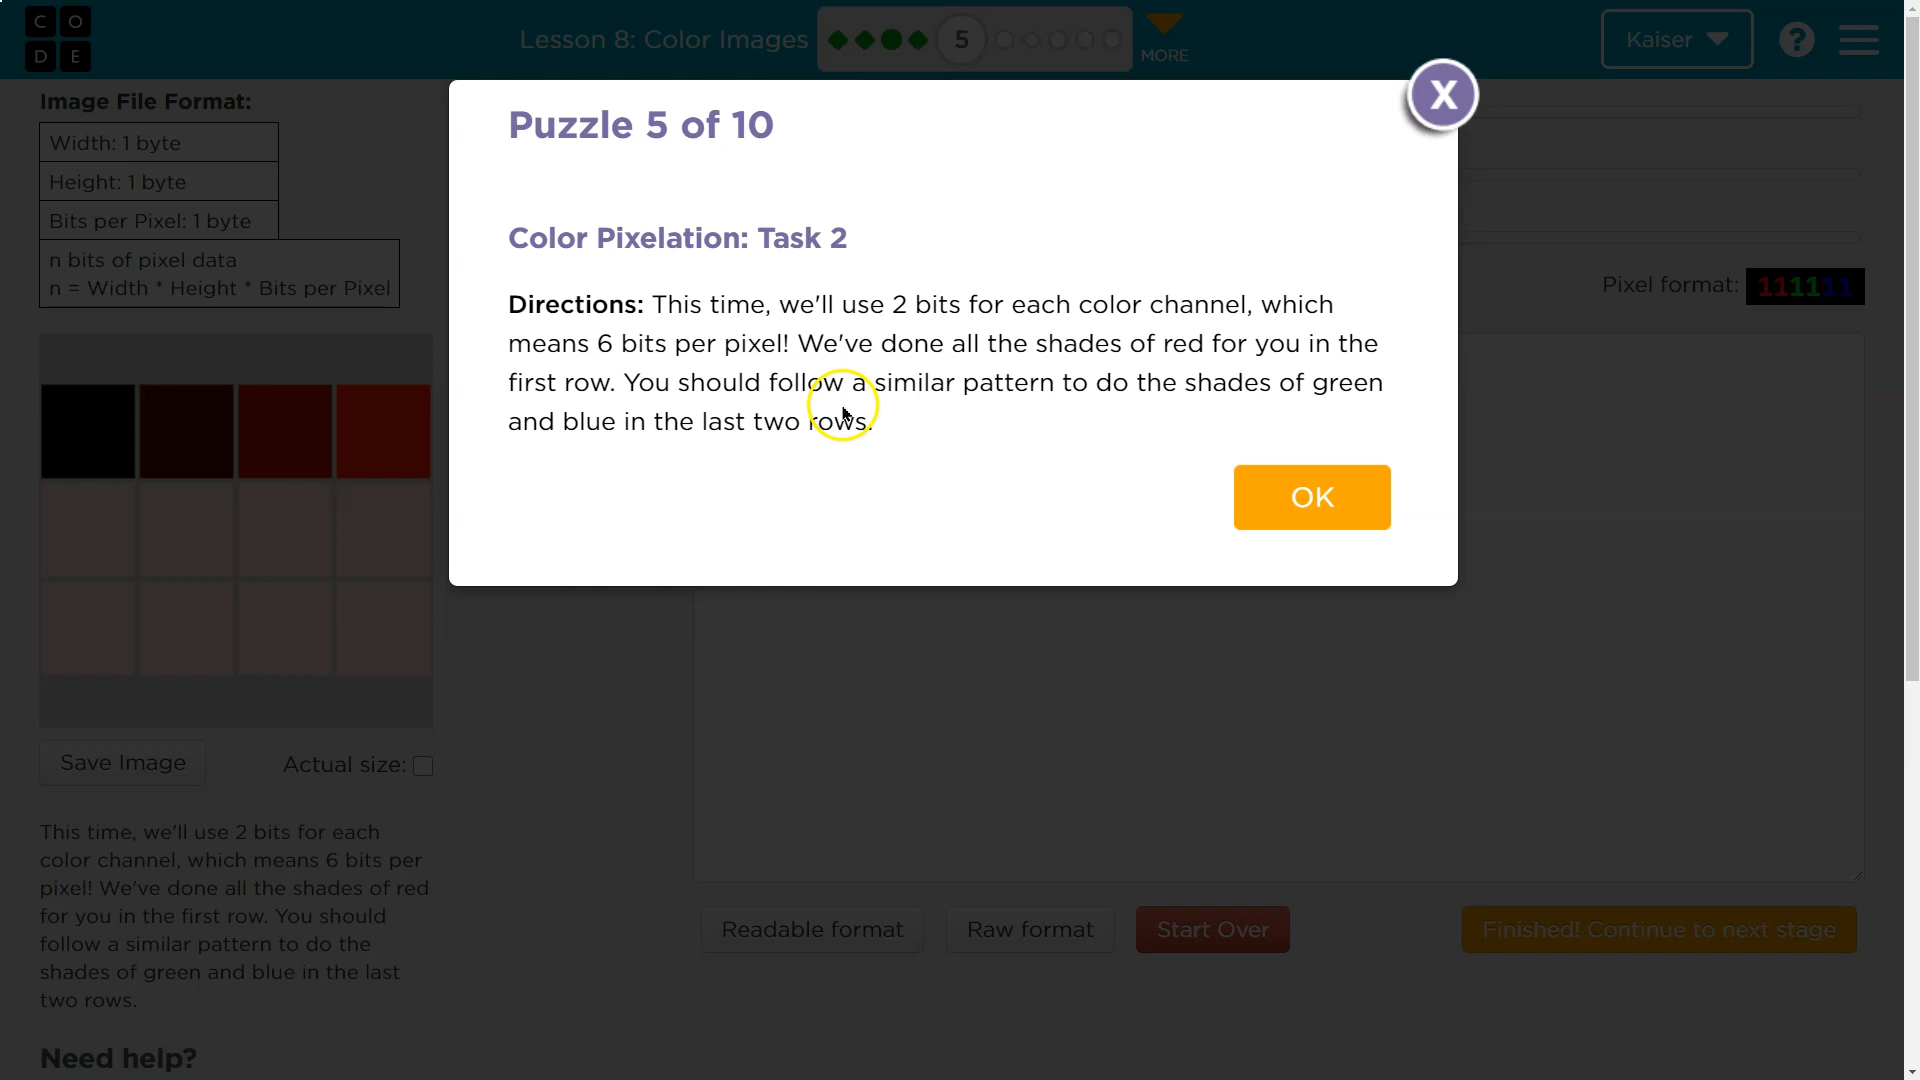 C O
D E
Lesson 8: Color Images
5
MORE
Kaiser
?
Image File Format:
Width: 1 byte
Height: 1 byte
Bits per Pixel: 1 byte
n bits of pixel data
n = Width * Height * Bits per Pixel
X
Puzzle 5 of 10
Color Pixelation: Task 2
Directions: This time, we'll use 2 bits for each color channel, which
means 6 bits per pixel! We've done all the shades of red for you in the
first row. You should follow a similar pattern to do the shades of green
and blue in the last two rows.
OK
Pixel format: 111111
Save Image
Actual size:
This time, we'll use 2 bits for each
color channel, which means 6 bits per
pixel! We've done all the shades of red
for you in the first row. You should
follow a similar pattern to do the
shades of green and blue in the last
two rows.
Need help?
Readable format
Raw format
Start Over
Finished! Continue to next stage